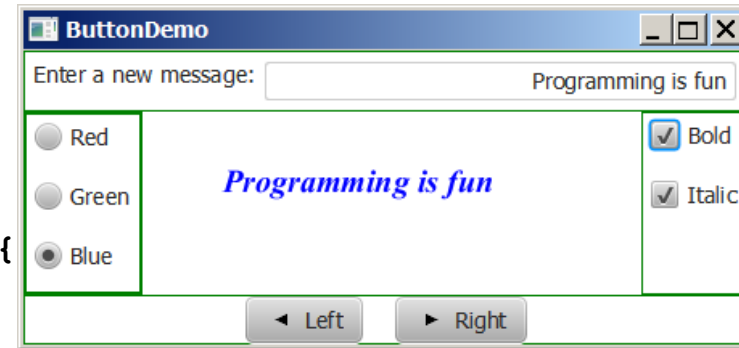 ButtonDemo
Enter a new message: Programming is fun
Red
Bold
Programming is fun
Green
Italic
{
Blue
Left Right